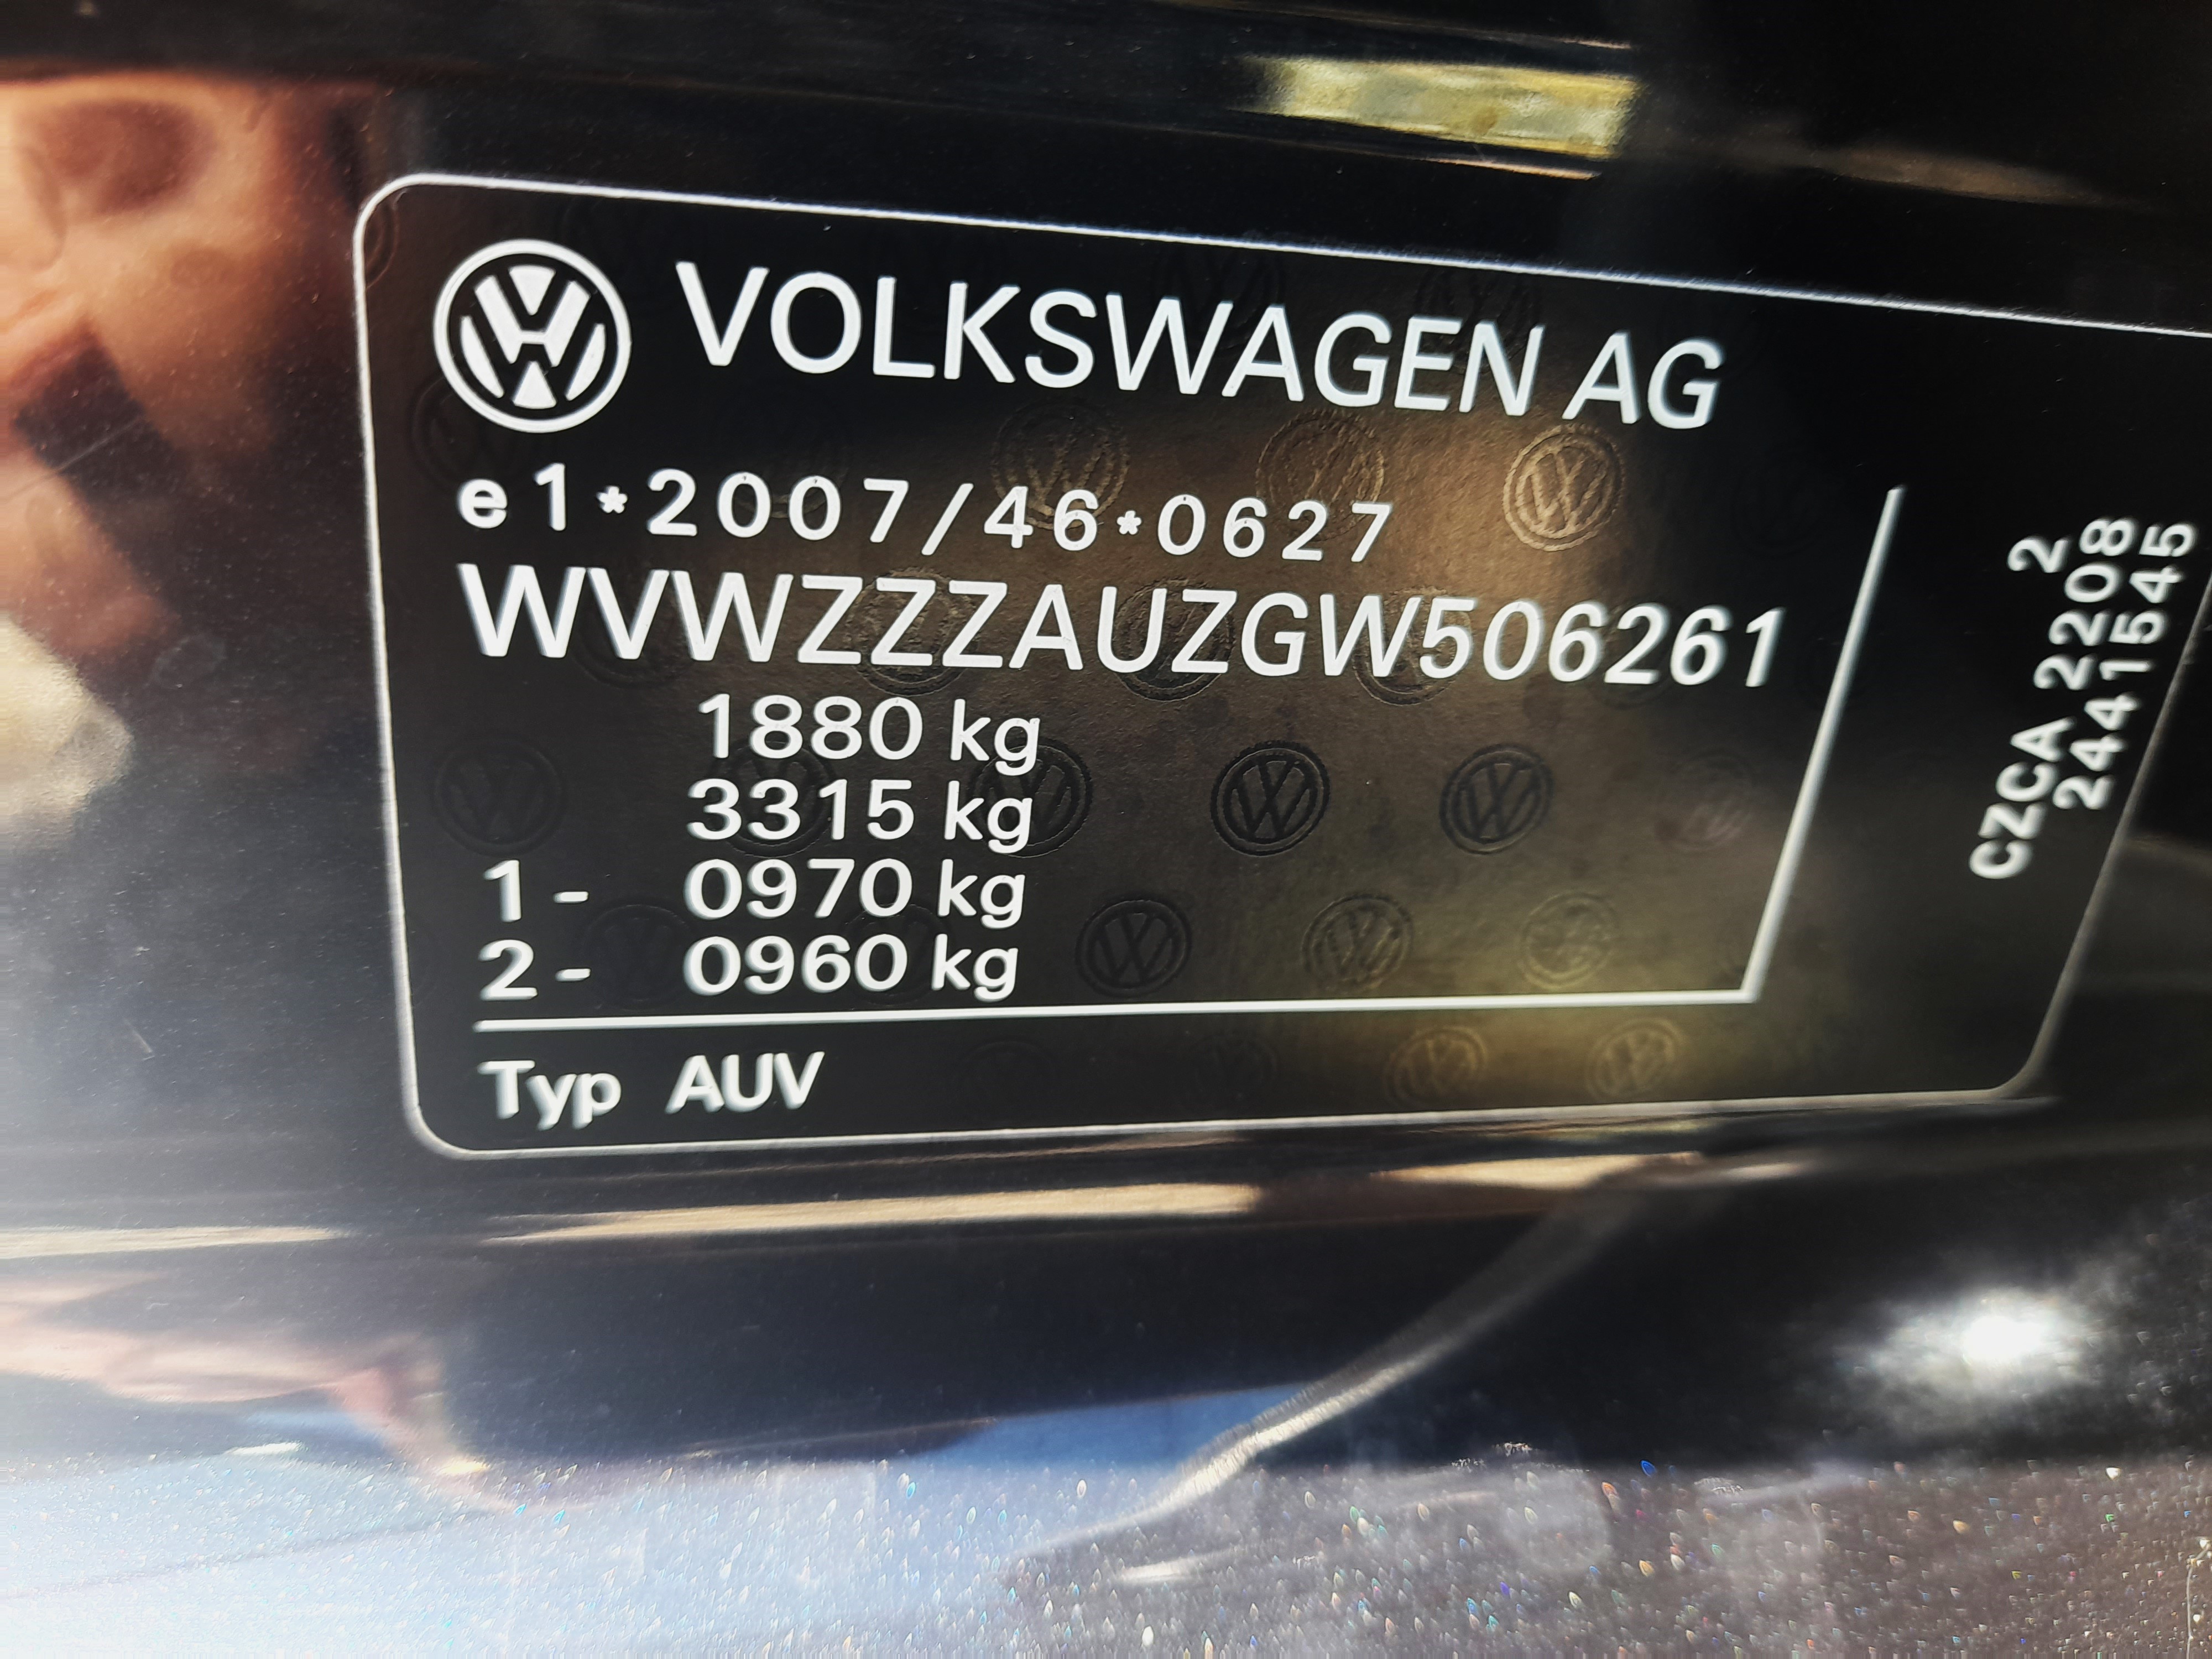 VOLKSWAGEN AG
e1*2007/46*0627
WVWZZZAUZGW506261
1880 kg
3315 kg
1 - 0970 kg
2 - 0960 kg
Typ AUV
2
CZCA 2208
2441545